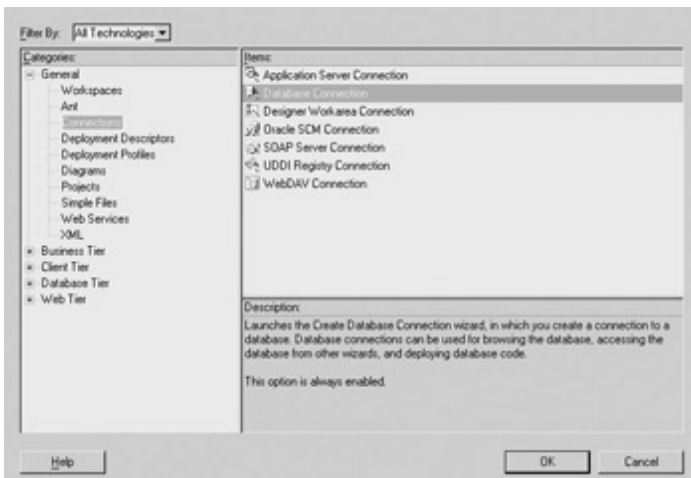 Filter By: All Technologies
Categories:
General
Workspaces
Ant
Connections
Deployment Descriptors
Deployment Profiles
Diagrams
Projects
Simple Files
Web Services
XML
Business Tier
Client Tier
Database Tier
Web Tier
Items:
Application Server Connection
Database Connection
Designer Workarea Connection
Oracle SCM Connection
SOAP Server Connection
UDDI Registry Connection
WebDAV Connection
Description:
Launches the Create Database Connection wizard, in which you create a connection to a
database. Database connections can be used for browsing the database, accessing the
database from other wizards, and deploying database code.
This option is always enabled.
Help
OK
Cancel